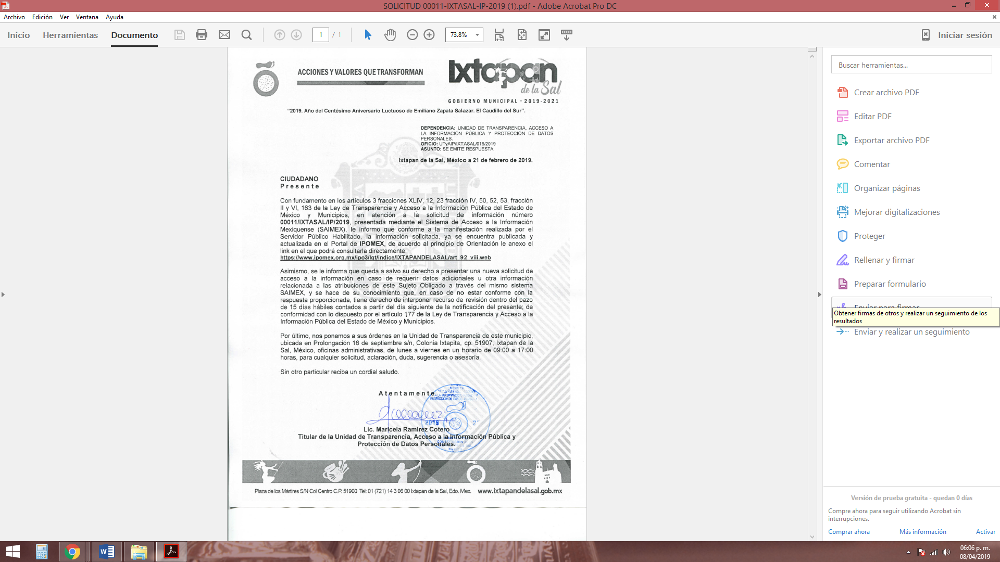 SOLICITUD 00011-IXTASAL-IP-2019 (1).pdf - Adobe Acrobat Pro DC
Archivo Edición Ver Ventana Ayuda
Inicio Herramientas Documento 1 / 1 73.8% Iniciar sesión
ACCIONES Y VALORES QUE TRANSFORMAN
Ixtapan
de la Sal
GOBIERNO MUNICIPAL · 2019-2021
"2019. Año del Centésimo Aniversario Luctuoso de Emiliano Zapata Salazar. El Caudillo del Sur".
DEPENDENCIA: UNIDAD DE TRANSPARENCIA, ACCESO A
LA INFORMACIÓN PÚBLICA Y PROTECCIÓN DE DATOS
PERSONALES.
OFICIO: UTyAIP/IXTASAL/016/2019
ASUNTO: SE EMITE RESPUESTA
Ixtapan de la Sal, México a 21 de febrero de 2019.
CIUDADANO
P r e s e n t e
Con fundamento en los artículos 3 fracciones XLIV, 12, 23 fracción IV, 50, 52, 53, fracción
II y VI, 163 de la Ley de Transparencia y Acceso a la Información Pública del Estado de
México y Municipios, en atención a la solicitud de información número
00011/IXTASAL/IP/2019, presentada mediante el Sistema de Acceso a la Información
Mexiquense (SAIMEX), le informo que conforme a la manifestación realizada por el
Servidor Público Habilitado, la información solicitada, ya se encuentra publicada y
actualizada en el Portal de IPOMEX, de acuerdo al principio de Orientación le anexo el
link en el que podrá consultarla directamente.
https://www.ipomex.org.mx/ipo3/lgt/indice/IXTAPANDELASAL/art_92_viii.web
Asimismo, se le informa que queda a salvo su derecho a presentar una nueva solicitud de
acceso a la información en caso de requerir datos adicionales u otra información
relacionada a las atribuciones de este Sujeto Obligado a través del mismo sistema
SAIMEX, y se hace de su conocimiento que, en caso de no estar conforme con la
respuesta proporcionada, tiene derecho de interponer recurso de revisión dentro del pazo
de 15 días hábiles contados a partir del día siguiente de la notificación del presente; de
conformidad con lo dispuesto por el artículo 177 de la Ley de Transparencia y Acceso a la
Información Pública del Estado de México y Municipios.
Por último, nos ponemos a sus órdenes en la Unidad de Transparencia de este municipio,
ubicada en Prolongación 16 de septiembre s/n, Colonia Ixtapita, cp. 51907, Ixtapan de la
Sal, México, oficinas administrativas, de lunes a viernes en un horario de 09:00 a 17:00
horas, para cualquier solicitud, aclaración, duda, sugerencia o asesoría.
Sin otro particular reciba un cordial saludo.
A t e n t a m e n t e
2019
Lic. Maricela Ramírez Cotero
Titular de la Unidad de Transparencia, Acceso a la Información Pública y
Protección de Datos Personales.
Plaza de los Mártires S/N Col Centro C.P. 51900 Tel: 01 (721) 14 3 06 00 Ixtapan de la Sal, Edo. Mex. www.ixtapandelasal.gob.mx
Buscar herramientas...
Crear archivo PDF
Editar PDF
Exportar archivo PDF
Comentar
Organizar páginas
Mejorar digitalizaciones
Proteger
Rellenar y firmar
Preparar formulario
Enviar para firmar
Obtener firmas de otros y realizar un seguimiento de los
resultados
Enviar y realizar un seguimiento
Versión de prueba gratuita - quedan 0 días
Compre ahora para seguir utilizando Acrobat sin
interrupciones.
Comprar ahora Más información Activar
06:06 p. m.
08/04/2019